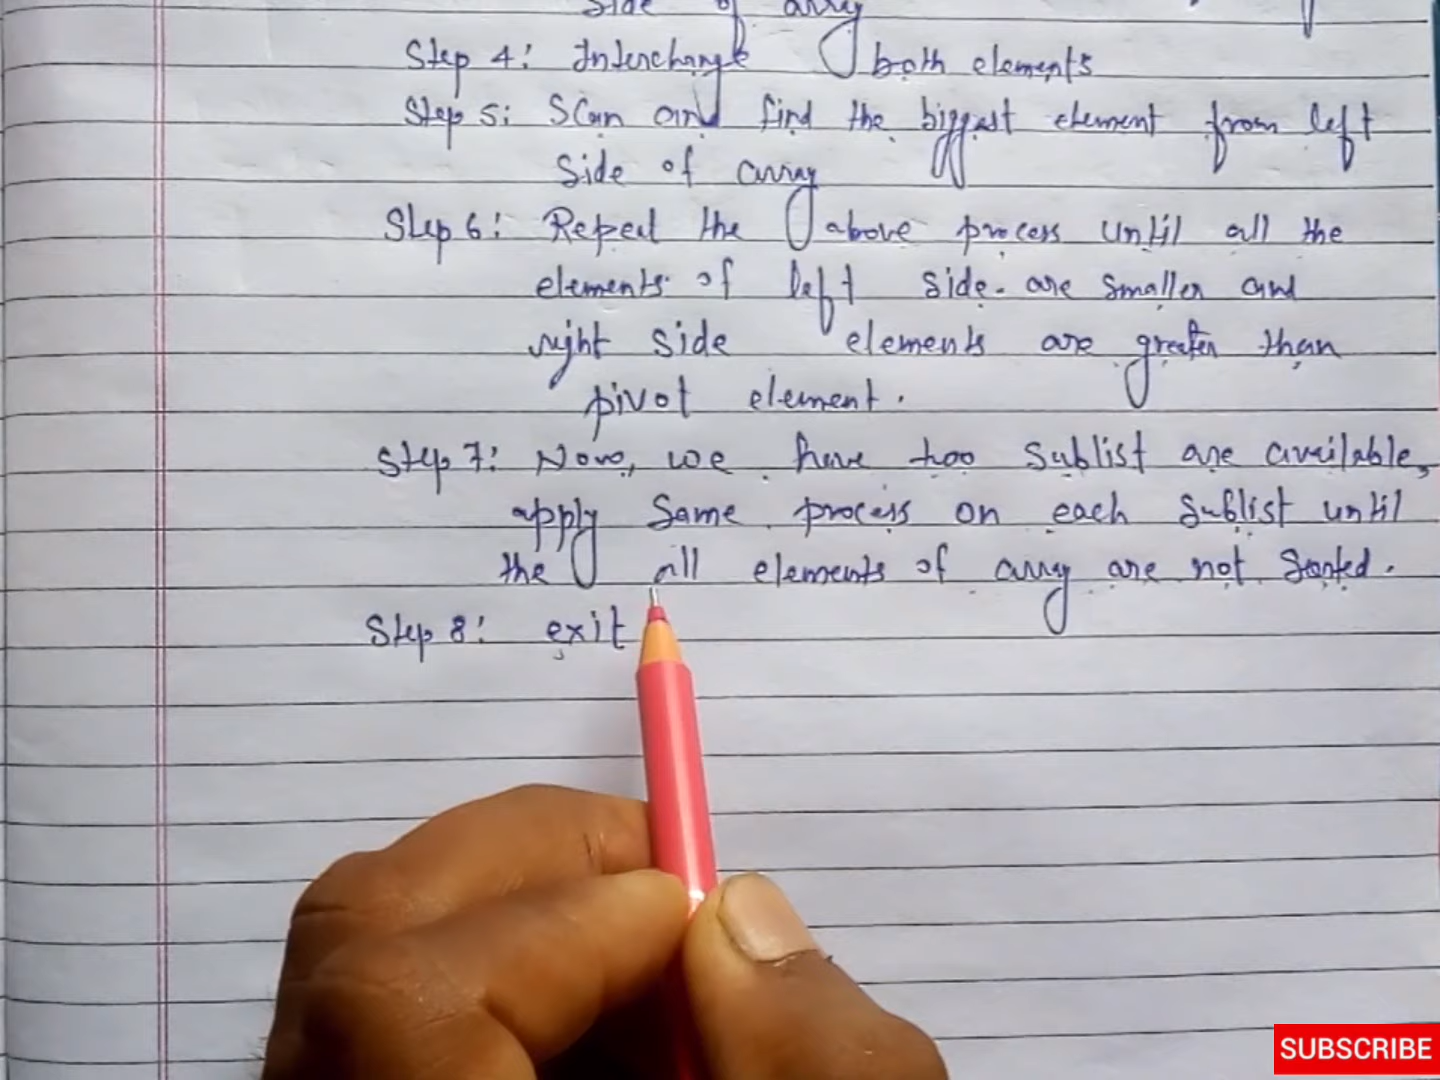 side of array
Step 4: Interchange both elements
Step 5: Scan and find the biggest element from left
side of array
Step 6: Repeat the above process until all the
elements of left side are smaller and
right side elements are greater than
pivot element.
Step 7: Now, we have two sublist are available,
apply same process on each sublist until
the all elements of array are not sorted.
Step 8: exit
SUBSCRIBE